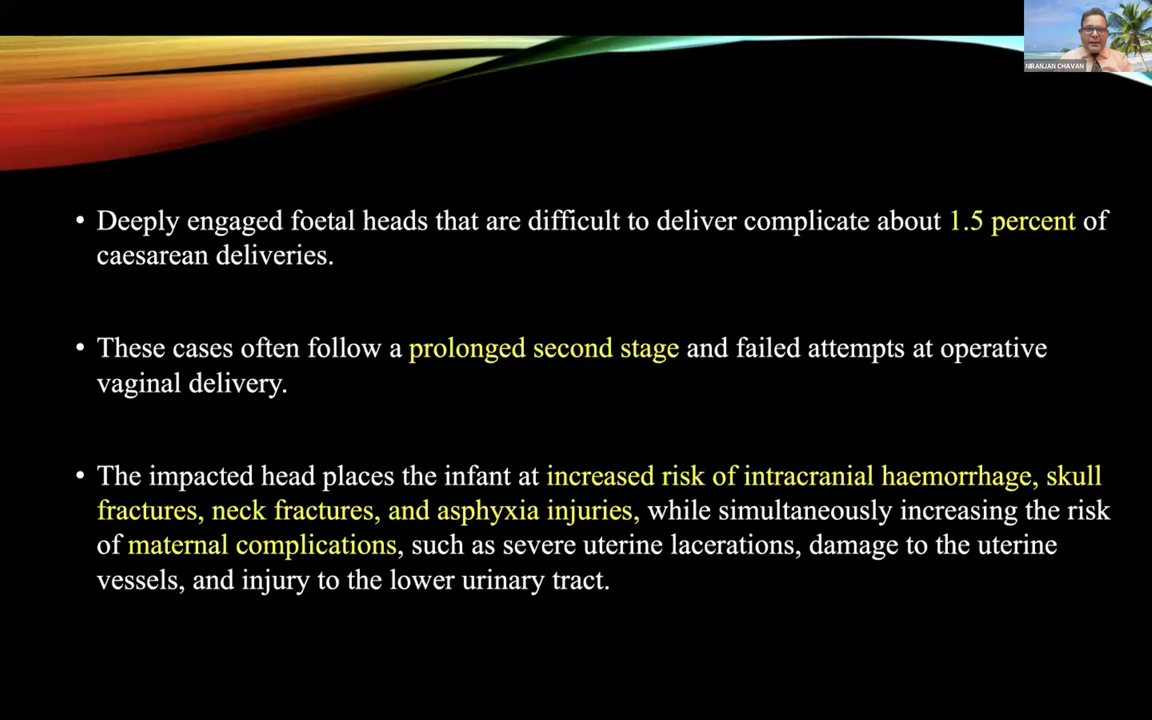 NIRANJAN CHAVAN
• Deeply engaged foetal heads that are difficult to deliver complicate about 1.5 percent of
caesarean deliveries.
• These cases often follow a prolonged second stage and failed attempts at operative
vaginal delivery.
• The impacted head places the infant at increased risk of intracranial haemorrhage, skull
fractures, neck fractures, and asphyxia injuries, while simultaneously increasing the risk
of maternal complications, such as severe uterine lacerations, damage to the uterine
vessels, and injury to the lower urinary tract.